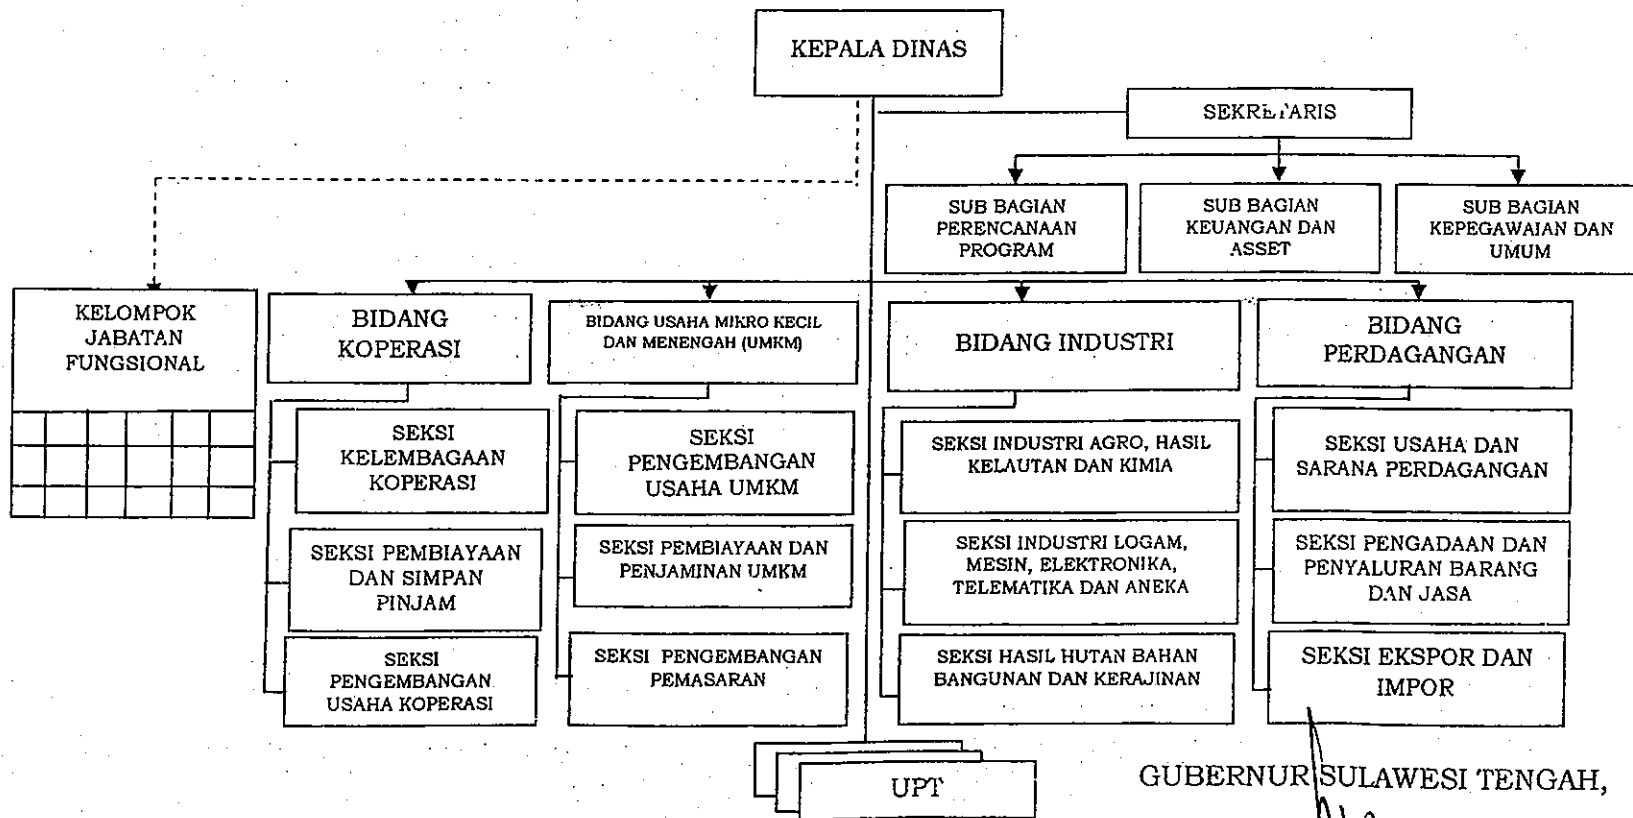 KEPALA DINAS
SEKRETARIS
SUB BAGIAN
PERENCANAAN
PROGRAM
SUB BAGIAN
KEUANGAN DAN
ASSET
SUB BAGIAN
KEPEGAWAIAN DAN
UMUM
KELOMPOK
JABATAN
FUNGSIONAL
BIDANG
KOPERASI
BIDANG USAHA MIKRO KECIL
DAN MENENGAH (UMKM)
BIDANG INDUSTRI
BIDANG
PERDAGANGAN
SEKSI
KELEMBAGAAN
KOPERASI
SEKSI PEMBIAYAAN
DAN SIMPAN
PINJAM
SEKSI
PENGEMBANGAN
USAHA KOPERASI
SEKSI
PENGEMBANGAN
USAHA UMKM
SEKSI PEMBIAYAAN DAN
PENJAMINAN UMKM
SEKSI PENGEMBANGAN
PEMASARAN
SEKSI INDUSTRI AGRO, HASIL
KELAUTAN DAN KIMIA
SEKSI INDUSTRI LOGAM,
MESIN, ELEKTRONIKA,
TELEMATIKA DAN ANEKA
SEKSI HASIL HUTAN BAHAN
BANGUNAN DAN KERAJINAN
SEKSI USAHA DAN
SARANA PERDAGANGAN
SEKSI PENGADAAN DAN
PENYALURAN BARANG
DAN JASA
SEKSI EKSPOR DAN
IMPOR
UPT
GUBERNUR SULAWESI TENGAH,